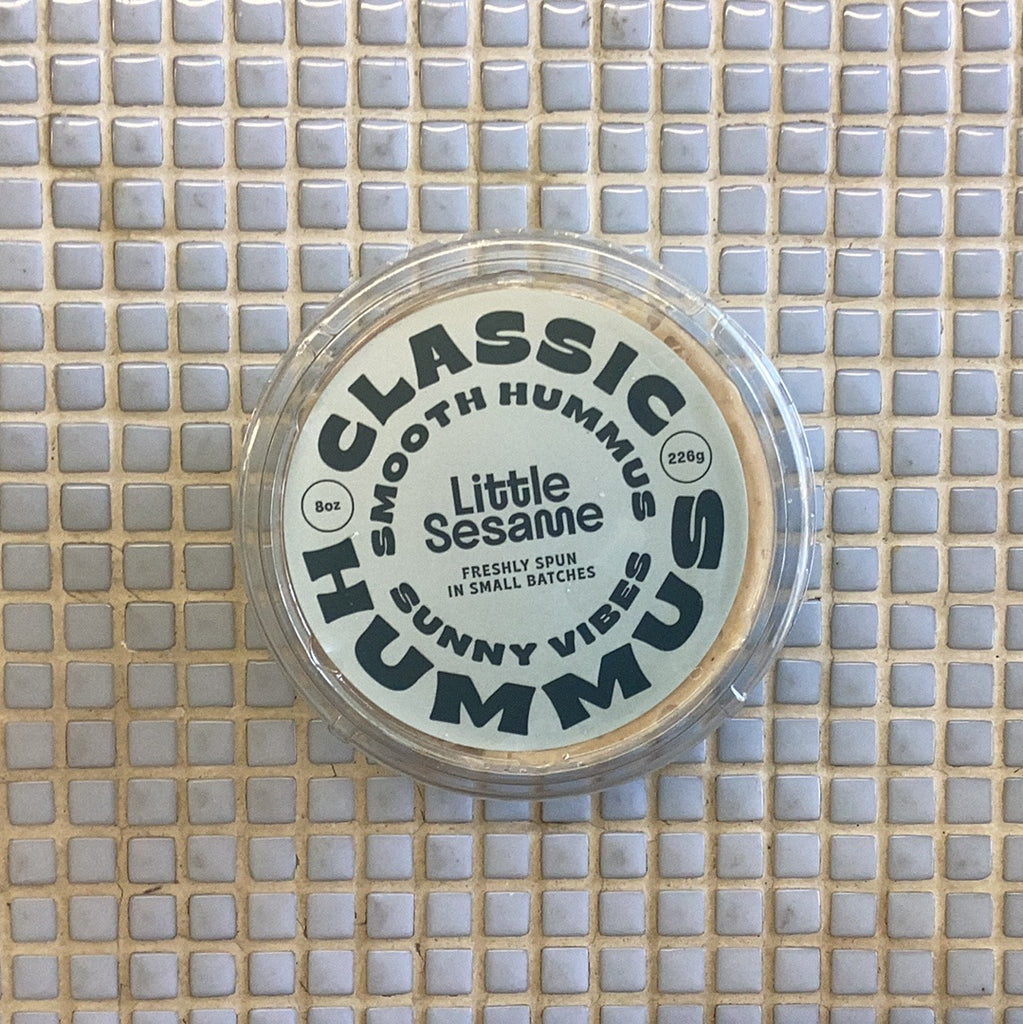 CLASSIC
HUMMUS
SMOOTH HUMMUS
SUNNY VIBES
8oz
226g
Little
Sesame
FRESHLY SPUN
IN SMALL BATCHES